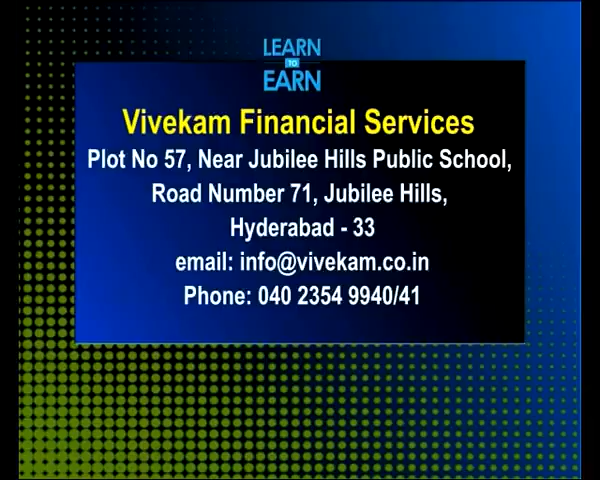 LEARN
TO
EARN
Vivekam Financial Services
Plot No 57, Near Jubilee Hills Public School,
Road Number 71, Jubilee Hills,
Hyderabad - 33
email: info@vivekam.co.in
Phone: 040 2354 9940/41